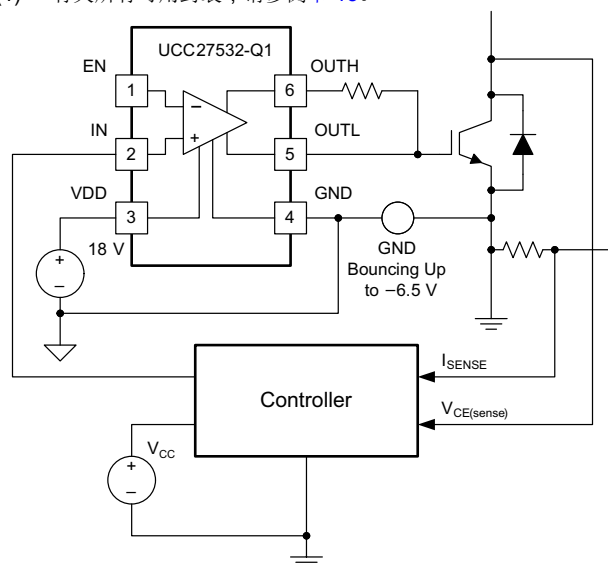 UCC27532-Q1
EN
OUTH
1
6
IN
OUTL
2
5
VDD
GND
3
4
18 V
GND
Bouncing Up
to −6.5 V
+
−
+
−
ISENSE
Controller
VCE(sense)
VCC
+
−